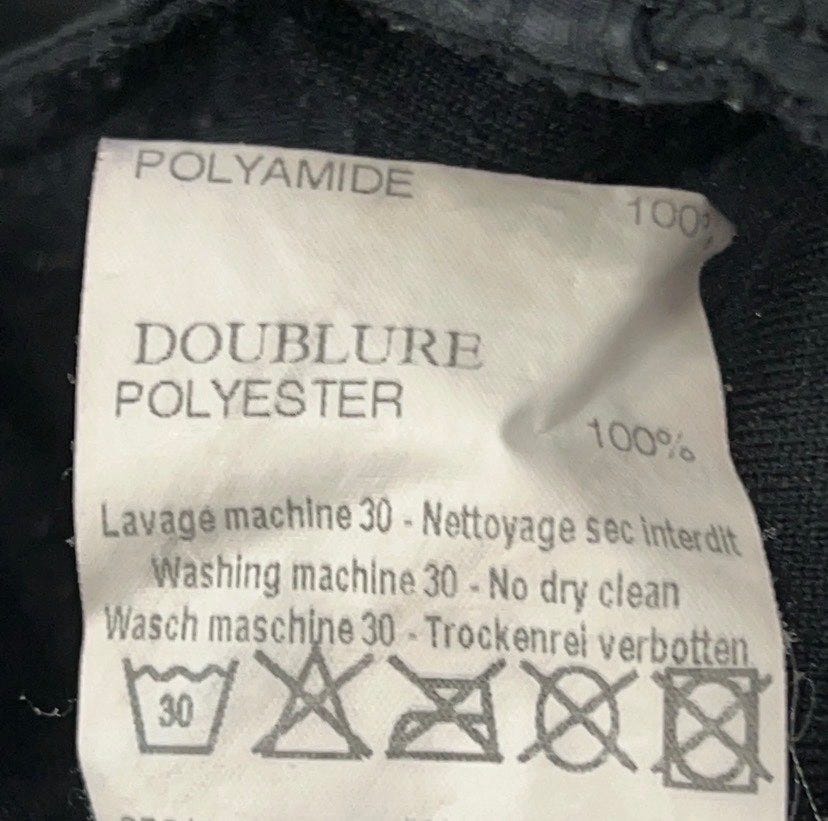 POLYAMIDE 100%
DOUBLURE
POLYESTER 100%
Lavage machine 30 - Nettoyage sec interdit
Washing machine 30 - No dry clean
Wasch maschine 30 - Trockenrei verbotten
30